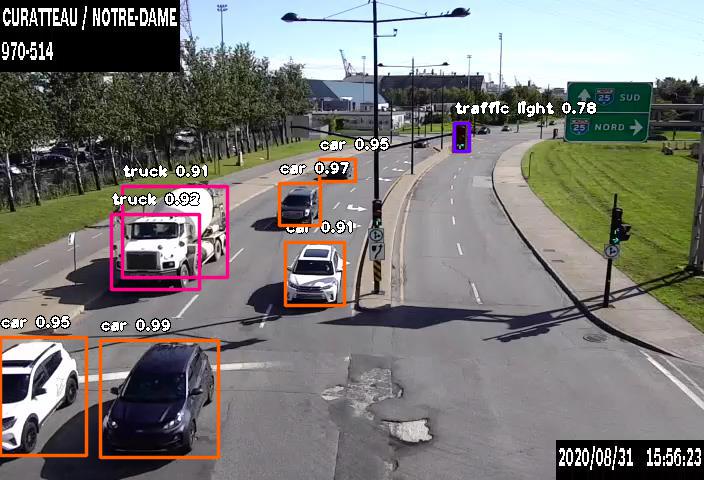 CURATTEAU / NOTRE-DAME
970-514
traffic light 0.78
25 SUD
25 NORD
car 0.95
car 0.97
truck 0.91
truck 0.92
car 0.91
car 0.95
car 0.99
2020/08/31 15:56:23